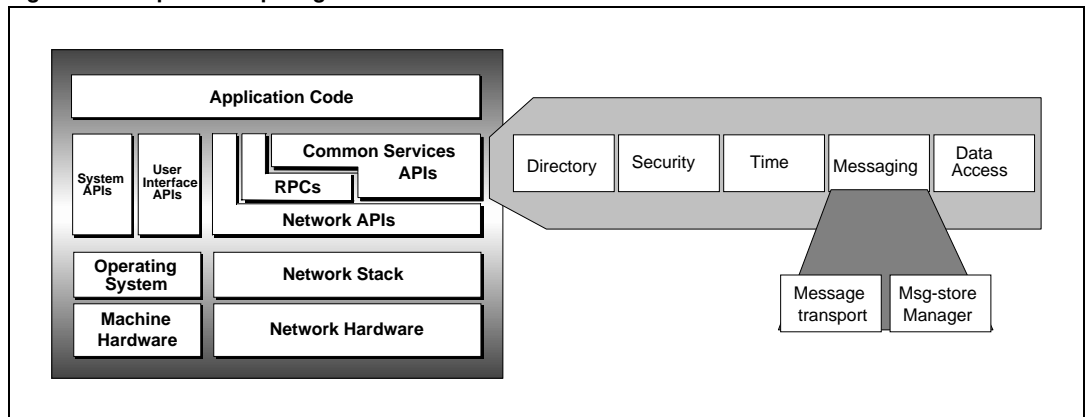 Application Code
System
APIs
User
Interface
APIs
Common Services
APIs
RPCs
Network APIs
Operating
System
Network Stack
Machine
Hardware
Network Hardware
Directory
Security
Time
Messaging
Data
Access
Message
transport
Msg-store
Manager